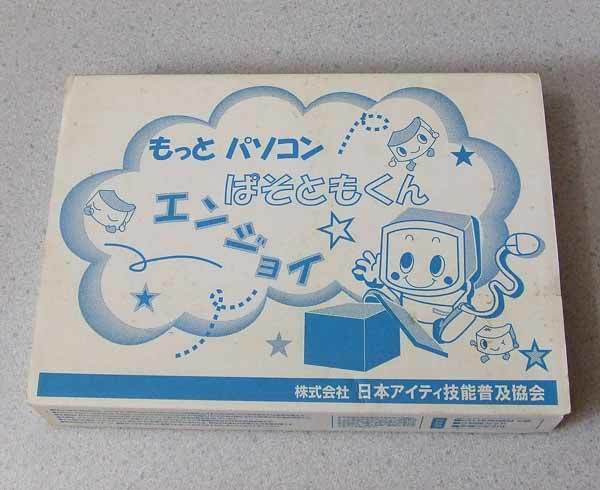 もっと パソコン
ぱそともくん
エンジョイ
株式会社 日本アイティ技能普及協会